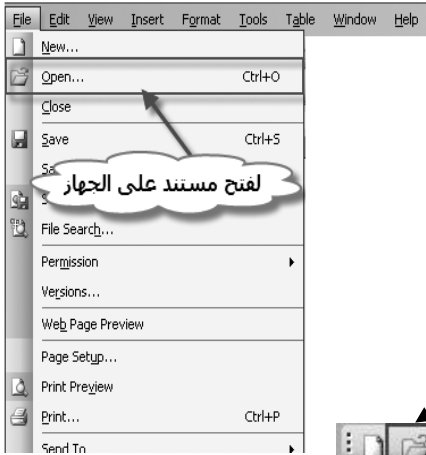 File Edit View Insert Format Tools Table Window Help
New...
Open... Ctrl+O
Close
Save Ctrl+S
لفتح مستند على الجهاز
File Search...
Permission
Versions...
Web Page Preview
Page Setup...
Print Preview
Print... Ctrl+P
Send To